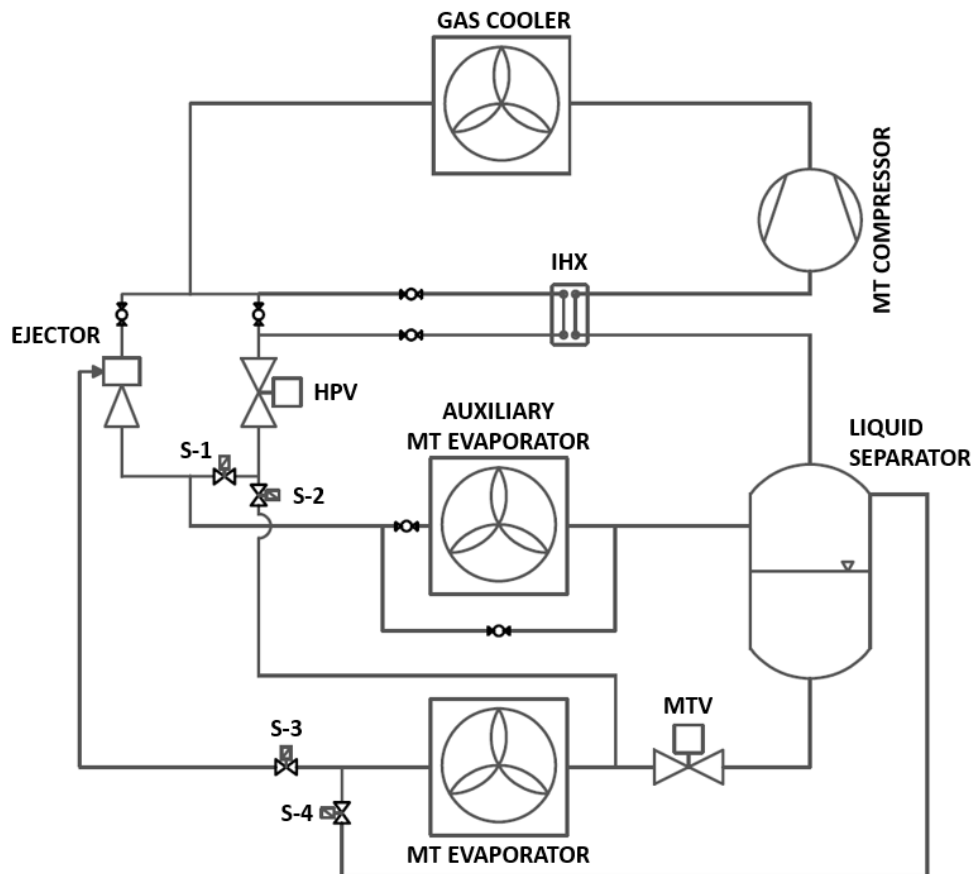 GAS COOLER
MT COMPRESSOR
IHX
EJECTOR
HPV
AUXILIARY
MT EVAPORATOR
LIQUID
SEPARATOR
S-1
S-2
MTV
S-3
S-4
MT EVAPORATOR